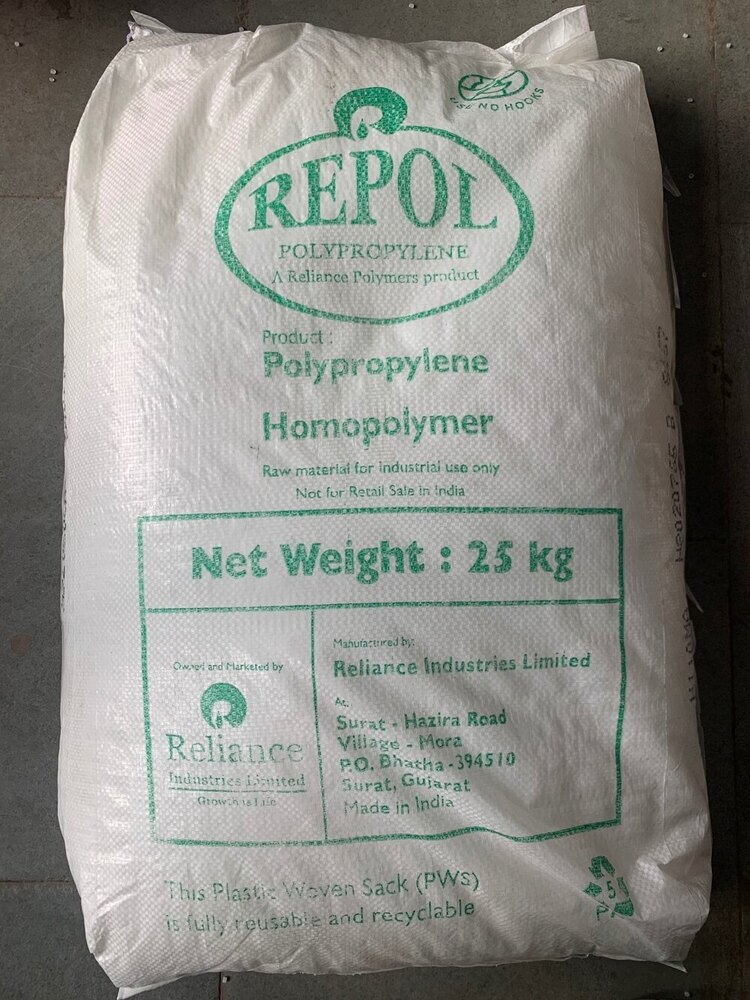 USE NO HOOKS
REPOL
POLYPROPYLENE
A Reliance Polymers product
Product :
Polypropylene
Homopolymer
Raw material for industrial use only
Not for Retail Sale in India
Net Weight : 25 kg
Owned and Marketed by
Reliance
Industries Limited
Growth is Life
Manufactured by:
Reliance Industries Limited
At:
Surat - Hazira Road
Village - Mora
P.O. Bhatha -394510
Surat, Gujarat
Made in India
This Plastic Woven Sack (PWS)
is fully reusable and recyclable
5